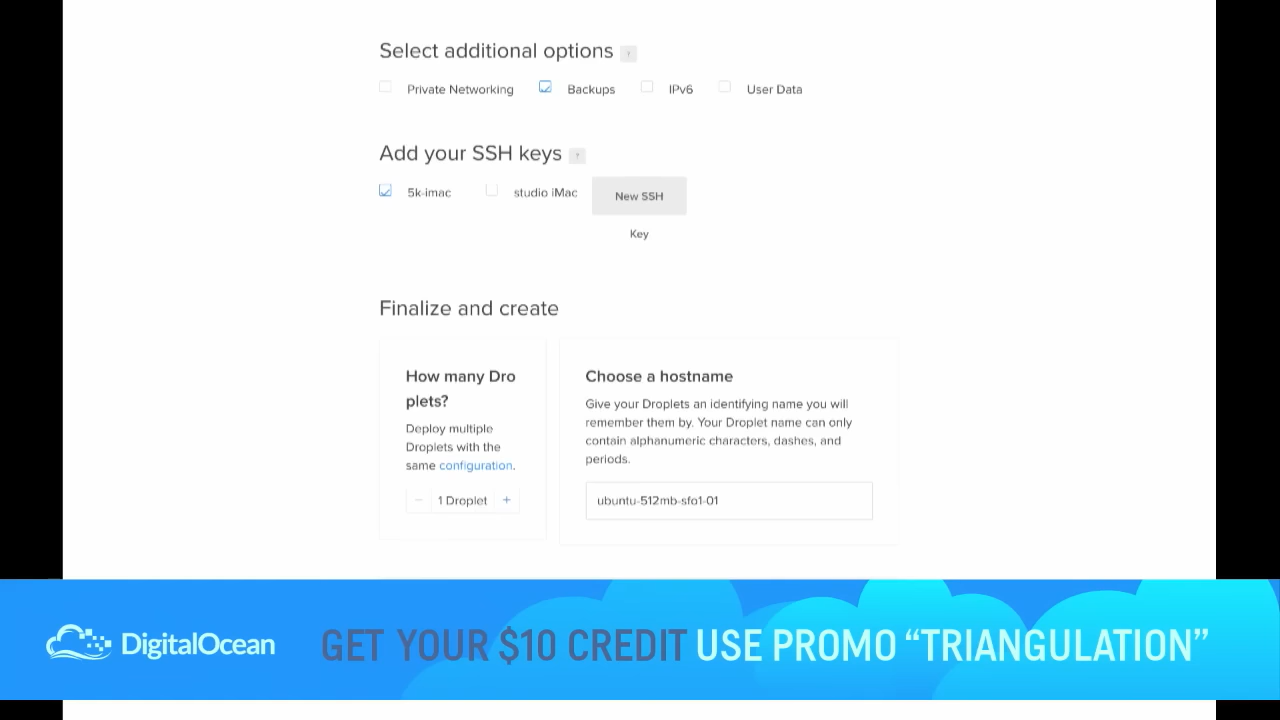 Select additional options ?
Private Networking Backups IPv6 User Data
Add your SSH keys ?
5k-imac studio iMac New SSH
Key
Finalize and create
How many Dro
plets?
Deploy multiple
Droplets with the
same configuration.
− 1 Droplet +
Choose a hostname
Give your Droplets an identifying name you will
remember them by. Your Droplet name can only
contain alphanumeric characters, dashes, and
periods.
ubuntu-512mb-sfo1-01
DigitalOcean GET YOUR $10 CREDIT USE PROMO “TRIANGULATION”